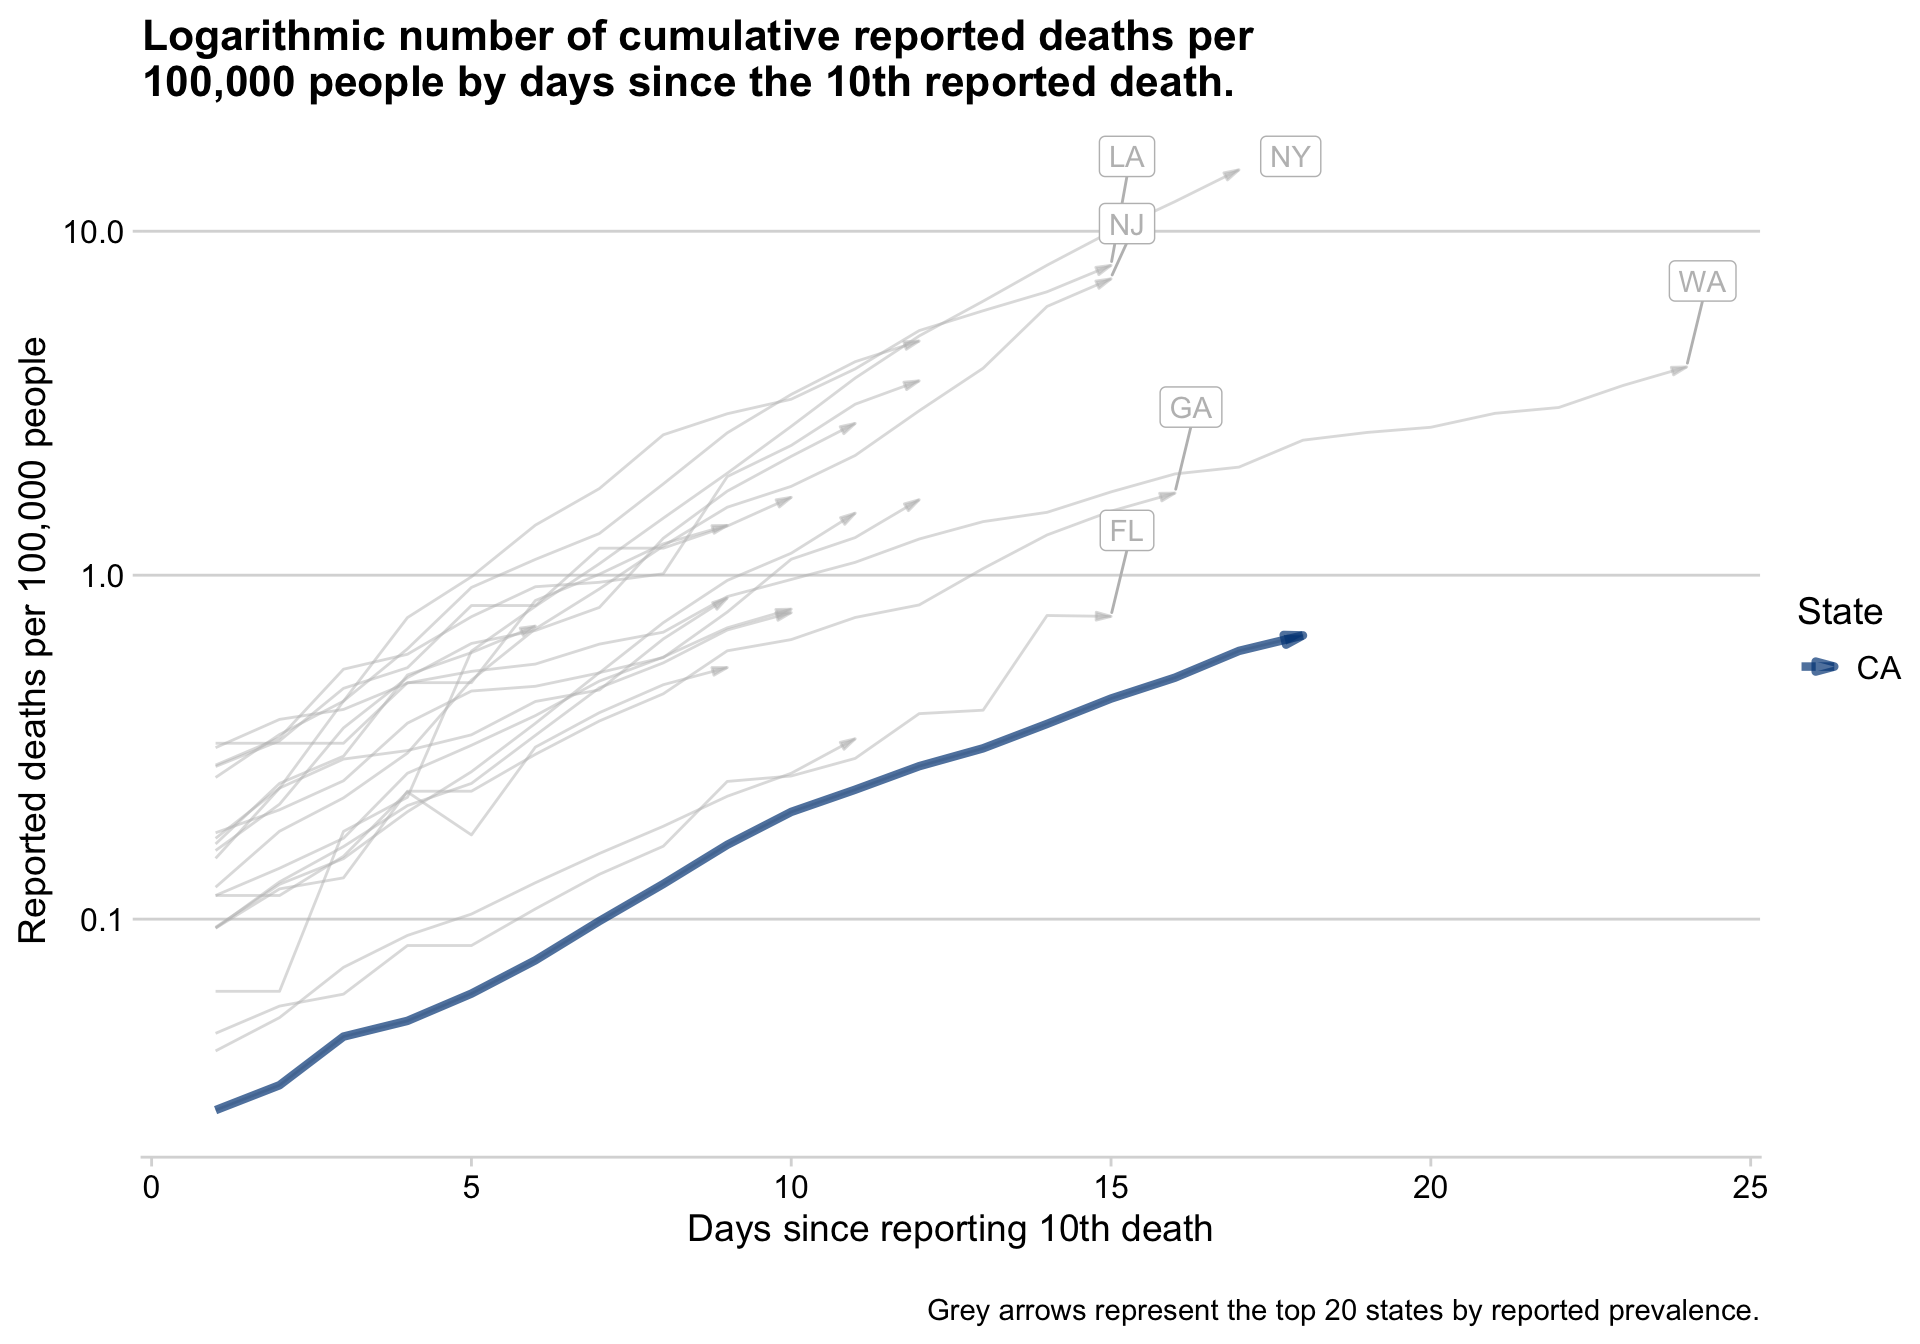 Logarithmic number of cumulative reported deaths per
100,000 people by days since the 10th reported death.
LA
NY
NJ
WA
GA
FL
10.0
1.0
0.1
Reported deaths per 100,000 people
0
5
10
15
20
25
Days since reporting 10th death
State
CA
Grey arrows represent the top 20 states by reported prevalence.